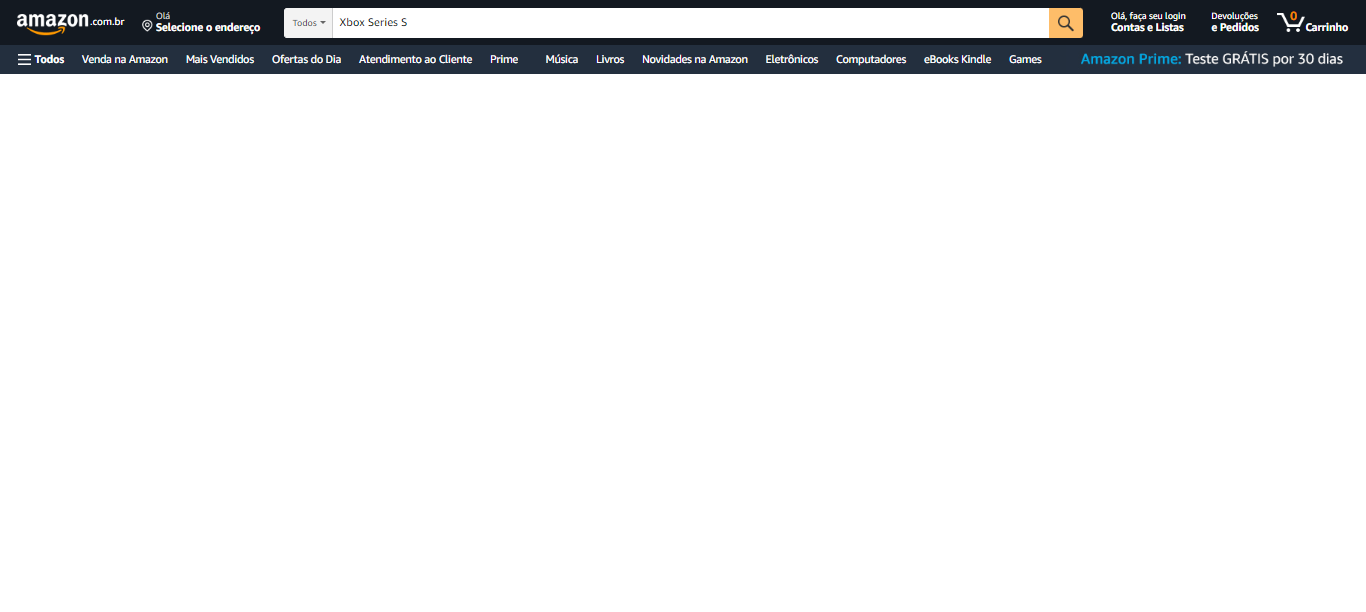 amazon.com.br
Olá
Selecione o endereço
Todos
Xbox Series S
Olá, faça seu login
Contas e Listas
Devoluções
e Pedidos
0
Carrinho
Todos
Venda na Amazon
Mais Vendidos
Ofertas do Dia
Atendimento ao Cliente
Prime
Música
Livros
Novidades na Amazon
Eletrônicos
Computadores
eBooks Kindle
Games
Amazon Prime: Teste GRÁTIS por 30 dias